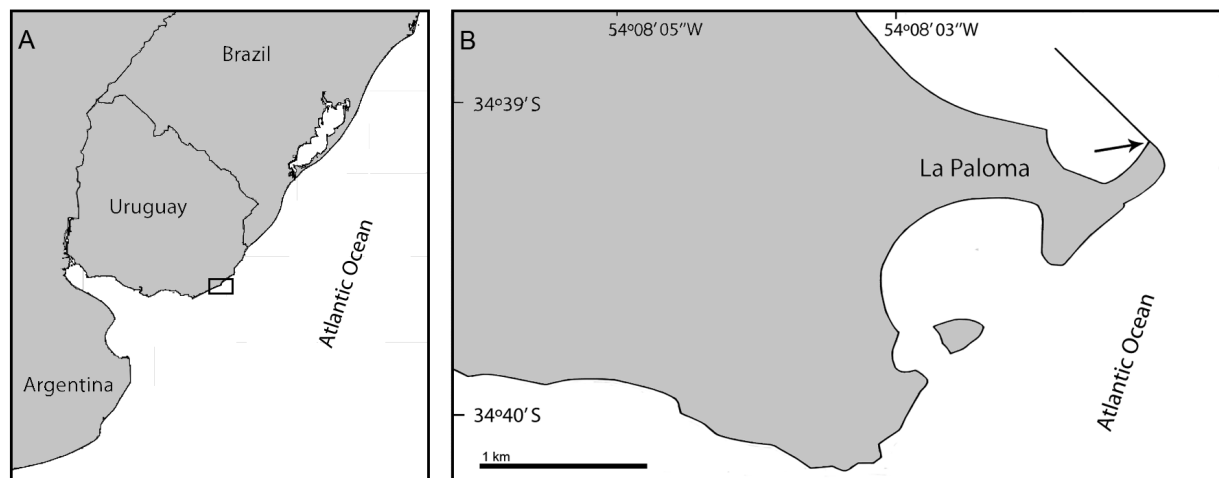 A
Brazil
Uruguay
Atlantic Ocean
Argentina
B
54º08'05"W
54º08'03"W
34º39'S
La Paloma
Atlantic Ocean
34º40'S
1 km